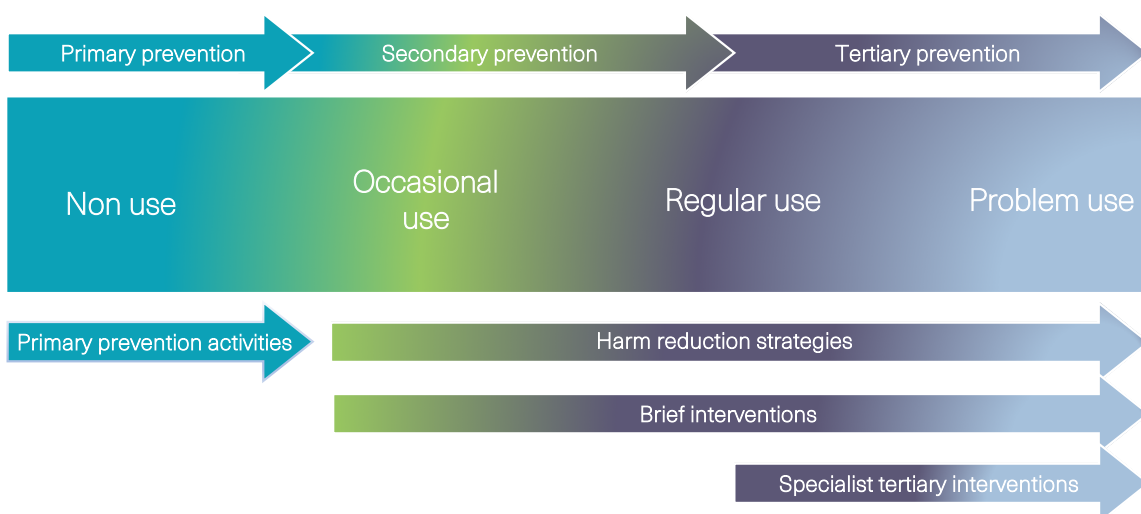 Primary prevention
Secondary prevention
Tertiary prevention
Non use
Occasional
use
Regular use
Problem use
Primary prevention activities
Harm reduction strategies
Brief interventions
Specialist tertiary interventions